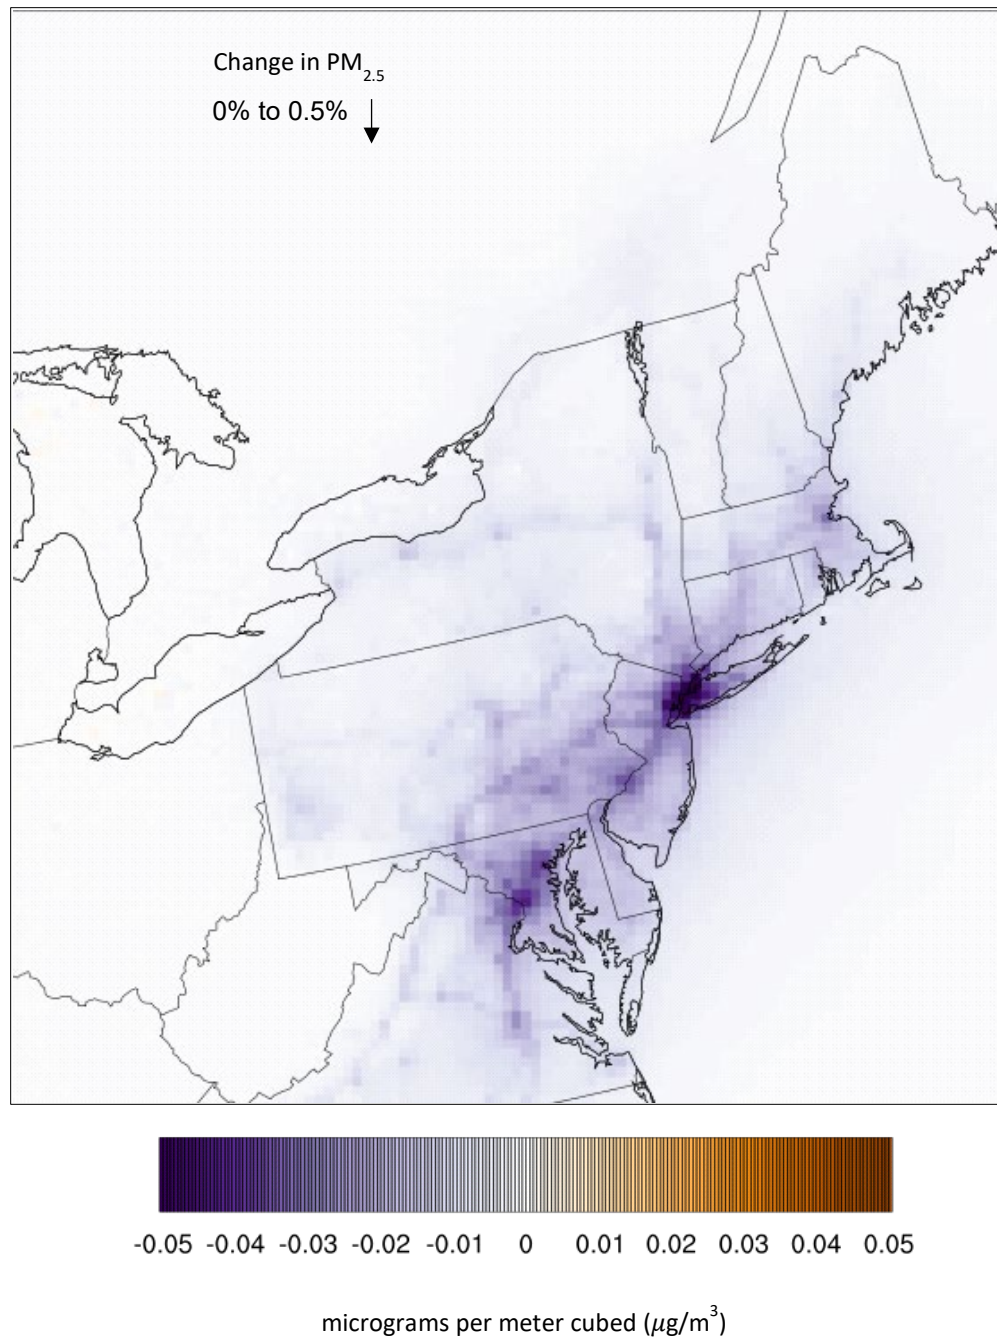 Change in PM2.5
0% to 0.5% ↓
-0.05 -0.04 -0.03 -0.02 -0.01 0 0.01 0.02 0.03 0.04 0.05
micrograms per meter cubed (μg/m³)